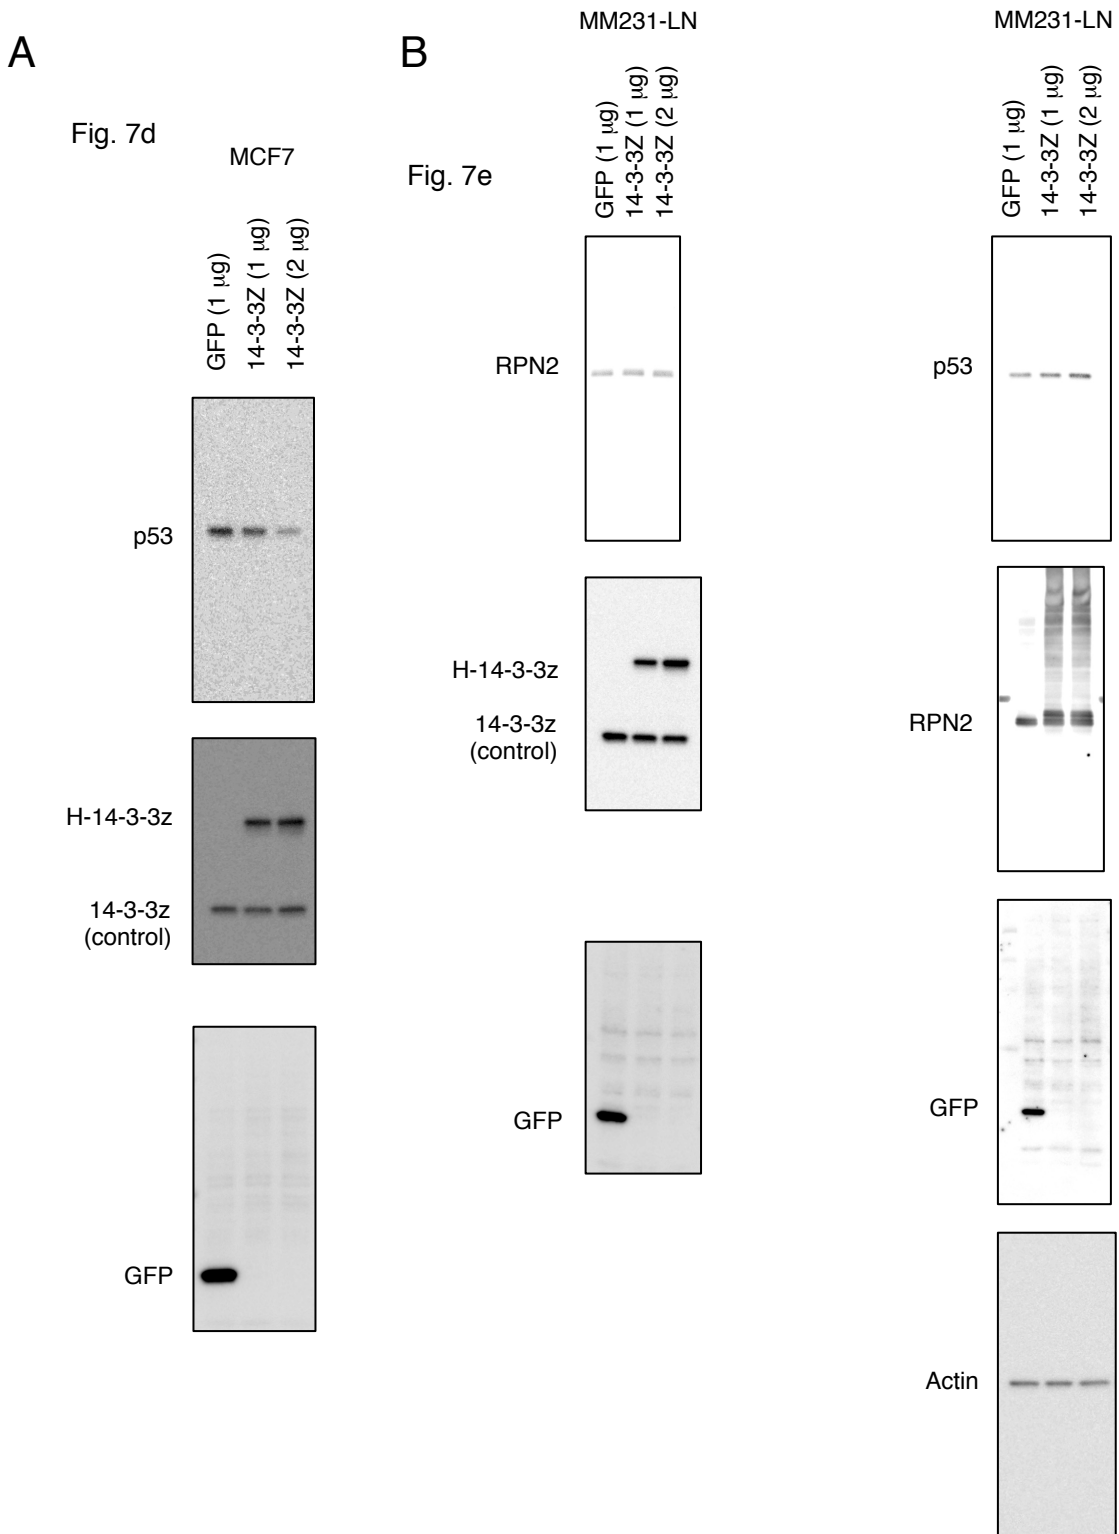 A
Fig. 7d
MCF7
GFP (1 μg)
14-3-3Z (1 μg)
14-3-3Z (2 μg)
p53
H-14-3-3z
14-3-3z
(control)
GFP
B
Fig. 7e
MM231-LN
GFP (1 μg)
14-3-3Z (1 μg)
14-3-3Z (2 μg)
RPN2
H-14-3-3z
14-3-3z
(control)
GFP
MM231-LN
GFP (1 μg)
14-3-3Z (1 μg)
14-3-3Z (2 μg)
p53
RPN2
GFP
Actin